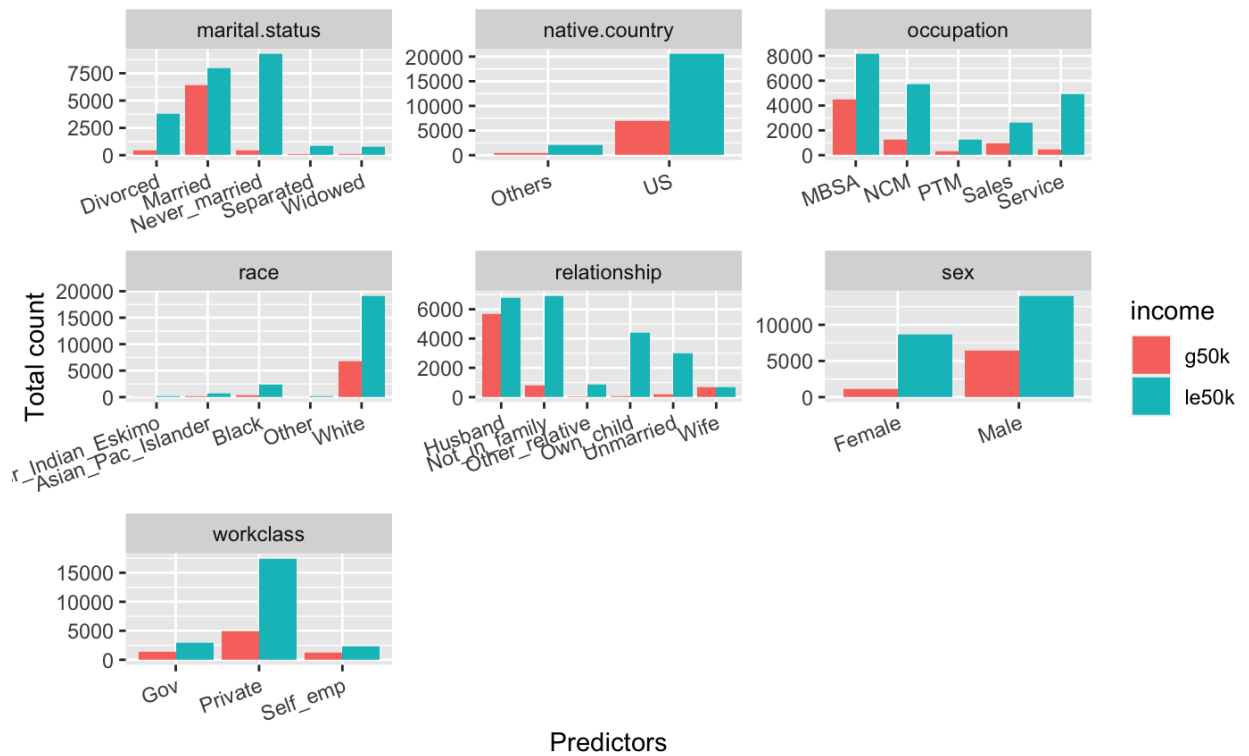 marital.status
7500
5000
2500
0
Divorced
Married
Never_married
Separated
Widowed
native.country
20000
15000
10000
5000
0
Others
US
occupation
8000
6000
4000
2000
0
MBSA
NCM
PTM
Sales
Service
Total count
race
20000
15000
10000
5000
0
r_Indian_Eskimo
Asian_Pac_Islander
Black
Other
White
relationship
6000
4000
2000
0
Husband
Not_in_family
Other_relative
Own_child
Unmarried
Wife
sex
10000
5000
0
Female
Male
income
g50k
le50k
workclass
15000
10000
5000
0
Gov
Private
Self_emp
Predictors